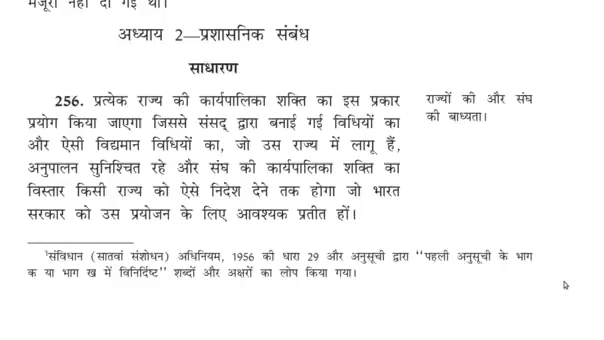 मंजूरी नहीं दी गई थी।
अध्याय 2—प्रशासनिक संबंध
साधारण
256. प्रत्येक राज्य की कार्यपालिका शक्ति का इस प्रकार
प्रयोग किया जाएगा जिससे संसद् द्वारा बनाई गई विधियों का
और ऐसी विद्यमान विधियों का, जो उस राज्य में लागू हैं,
अनुपालन सुनिश्चित रहे और संघ की कार्यपालिका शक्ति का
विस्तार किसी राज्य को ऐसे निदेश देने तक होगा जो भारत
सरकार को उस प्रयोजन के लिए आवश्यक प्रतीत हों।
राज्यों की और संघ
की बाध्यता।
¹संविधान (सातवां संशोधन) अधिनियम, 1956 की धारा 29 और अनुसूची द्वारा “पहली अनुसूची के भाग
क या भाग ख में विनिर्दिष्ट” शब्दों और अक्षरों का लोप किया गया।